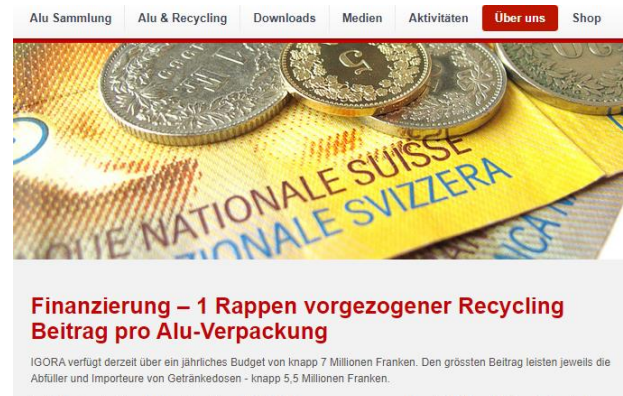 Alu Sammlung Alu & Recycling Downloads Medien Aktivitäten Über uns Shop
5
NATIONALE SUISSE
ZIONALE SVIZZERA
Finanzierung – 1 Rappen vorgezogener Recycling
Beitrag pro Alu-Verpackung
IGORA verfügt derzeit über ein jährliches Budget von knapp 7 Millionen Franken. Den grössten Beitrag leisten jeweils die
Abfüller und Importeure von Getränkedosen - knapp 5,5 Millionen Franken.